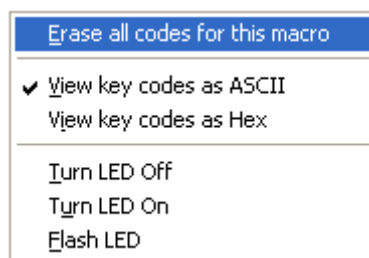 Erase all codes for this macro
View key codes as ASCII
View key codes as Hex
Turn LED Off
Turn LED On
Flash LED